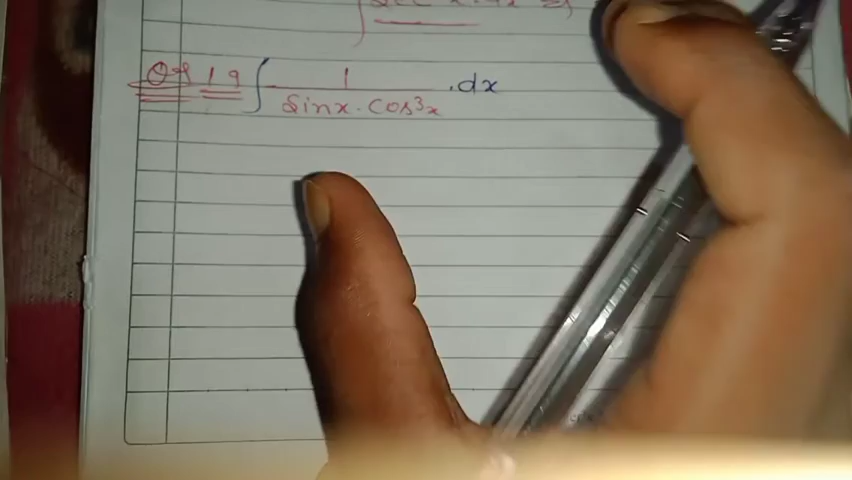 Q 19 ∫ 1 / sinx . cos³x . dx